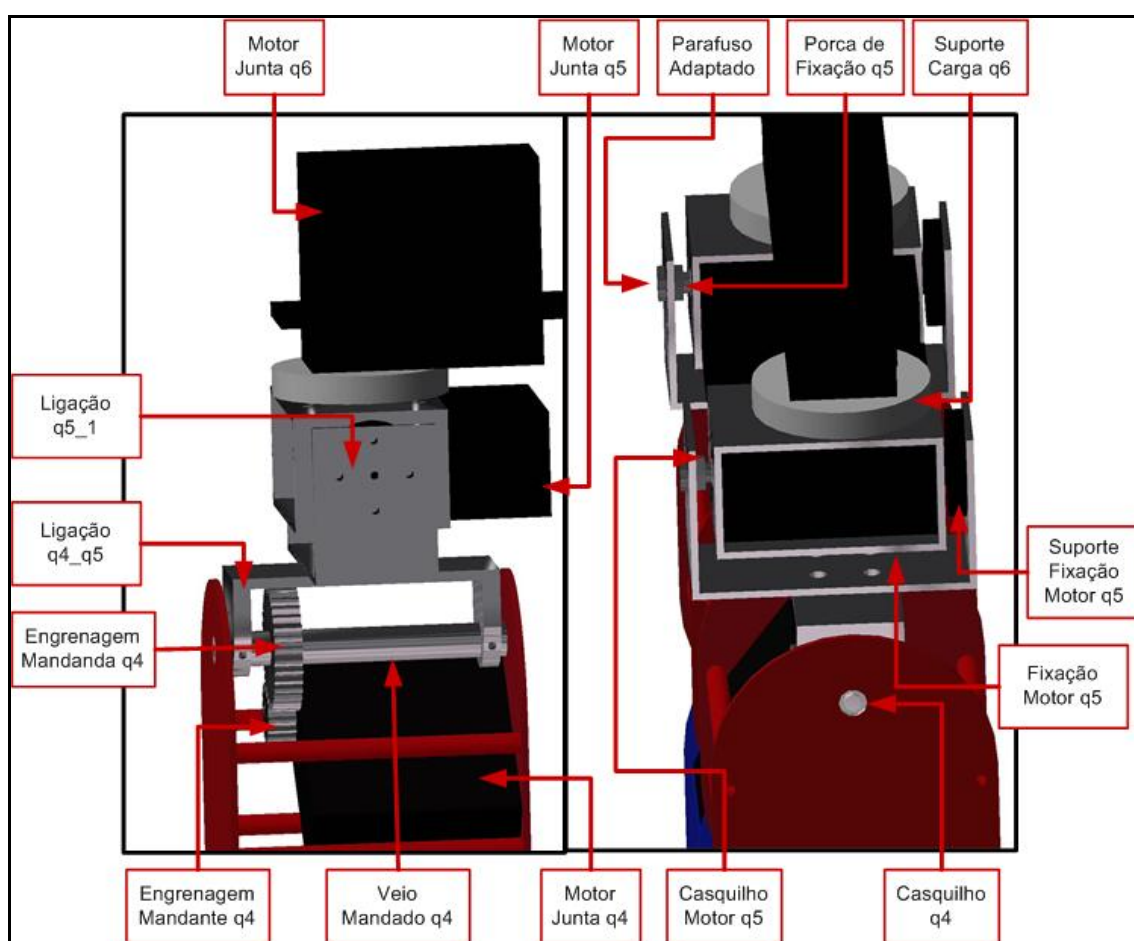 Motor
Junta q6
Motor
Junta q5
Parafuso
Adaptado
Porca de
Fixação q5
Suporte
Carga q6
Ligação
q5_1
Ligação
q4_q5
Engrenagem
Mandanda q4
Suporte
Fixação
Motor q5
Fixação
Motor q5
Engrenagem
Mandante q4
Veio
Mandado q4
Motor
Junta q4
Casquilho
Motor q5
Casquilho
q4